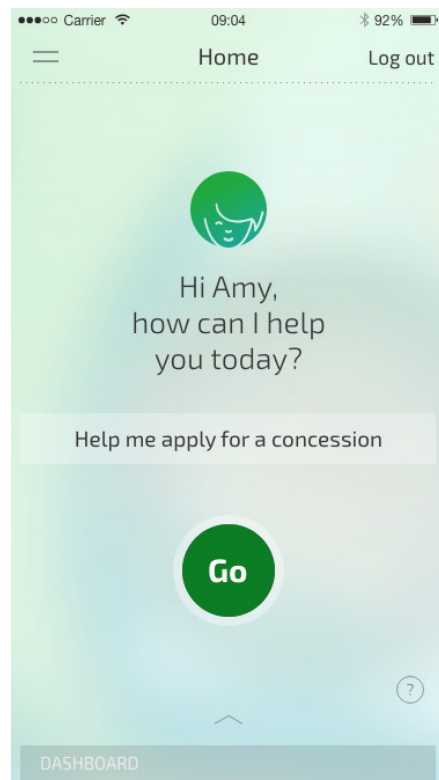 Carrier 09:04 92%
Home Log out
Hi Amy,
how can I help
you today?
Help me apply for a concession
Go
?
DASHBOARD